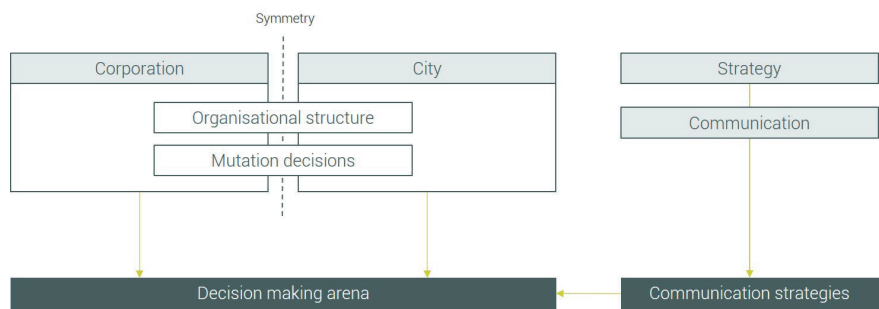 Symmetry
Corporation
City
Strategy
Organisational structure
Communication
Mutation decisions
Decision making arena
Communication strategies